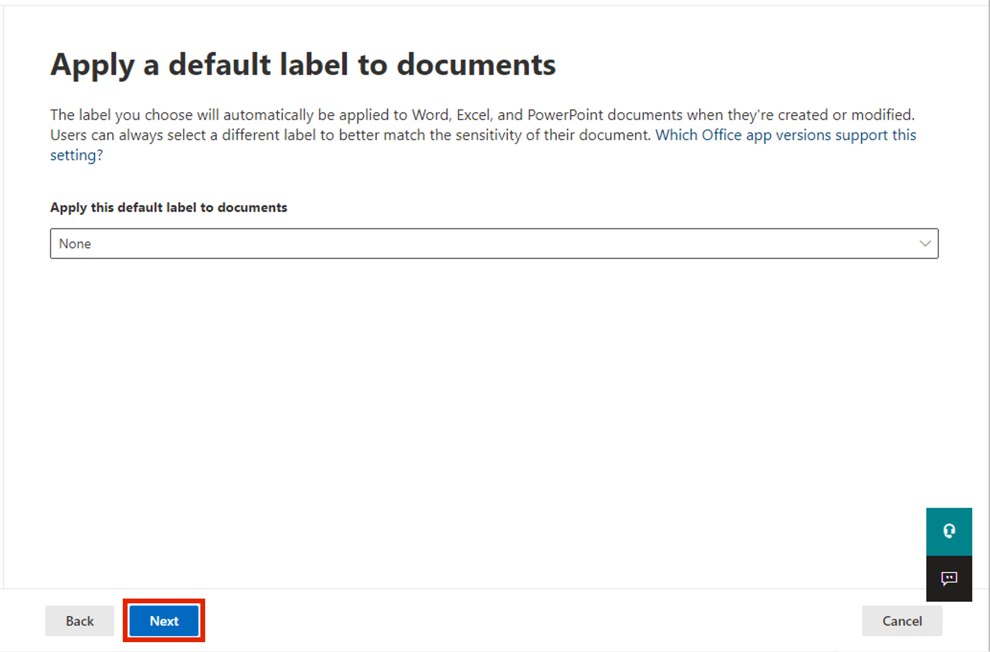 Apply a default label to documents
The label you choose will automatically be applied to Word, Excel, and PowerPoint documents when they're created or modified.
Users can always select a different label to better match the sensitivity of their document. Which Office app versions support this
setting?
Apply this default label to documents
None
Back
Next
Cancel